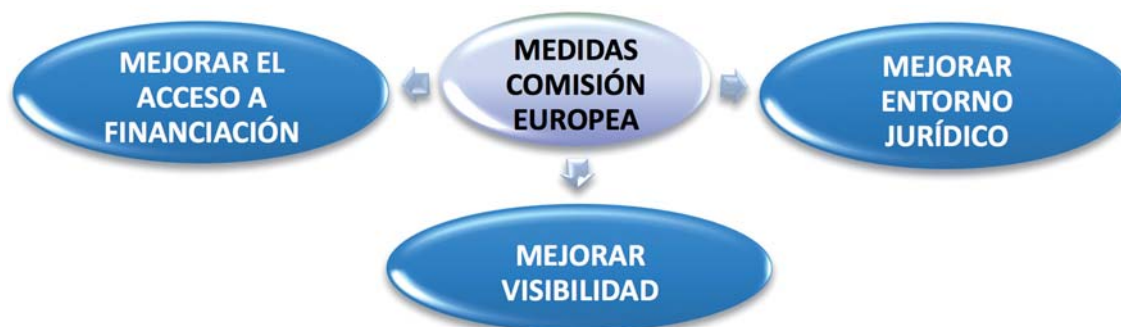 MEJORAR EL
ACCESO A
FINANCIACIÓN
MEDIDAS
COMISIÓN
EUROPEA
MEJORAR
ENTORNO
JURÍDICO
MEJORAR
VISIBILIDAD